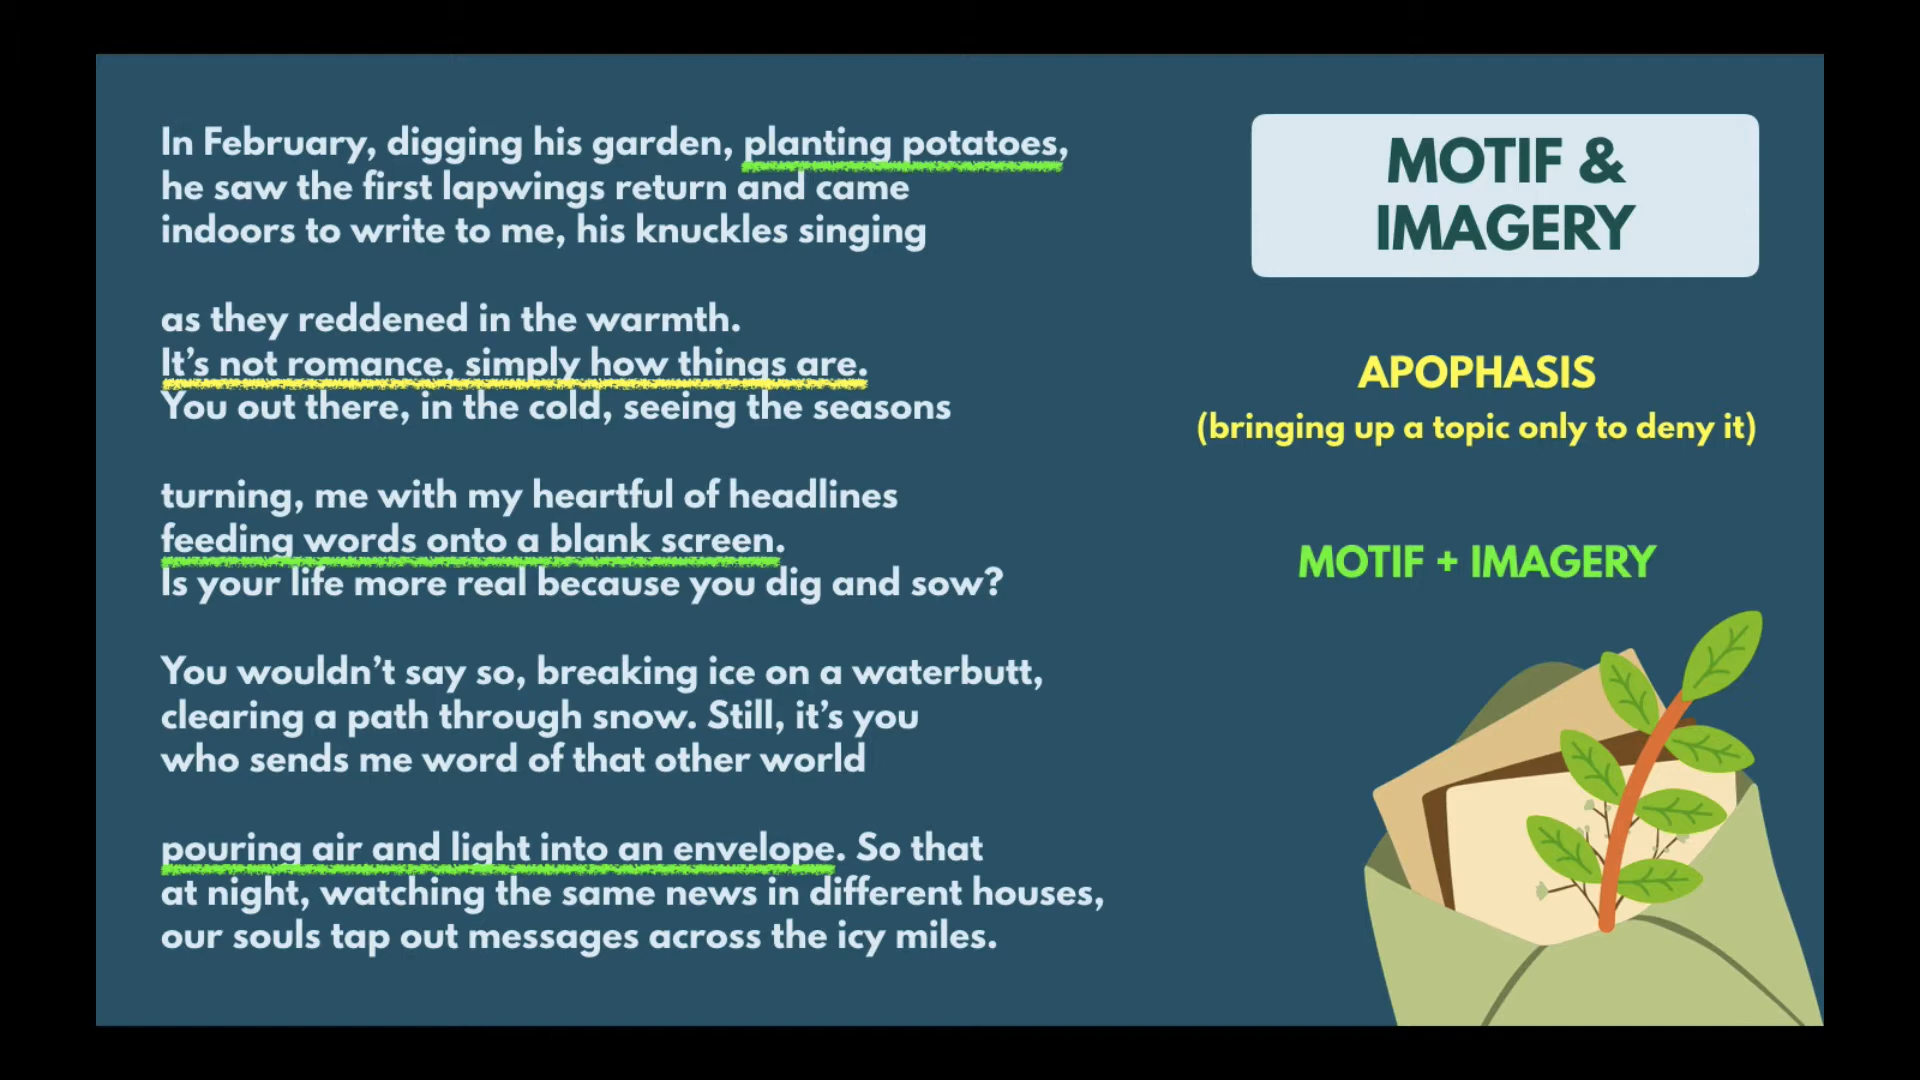 In February, digging his garden, planting potatoes,
he saw the first lapwings return and came
indoors to write to me, his knuckles singing
as they reddened in the warmth.
It’s not romance, simply how things are.
You out there, in the cold, seeing the seasons
turning, me with my heartful of headlines
feeding words onto a blank screen.
Is your life more real because you dig and sow?
You wouldn’t say so, breaking ice on a waterbutt,
clearing a path through snow. Still, it’s you
who sends me word of that other world
pouring air and light into an envelope. So that
at night, watching the same news in different houses,
our souls tap out messages across the icy miles.
MOTIF &
IMAGERY
APOPHASIS
(bringing up a topic only to deny it)
MOTIF + IMAGERY